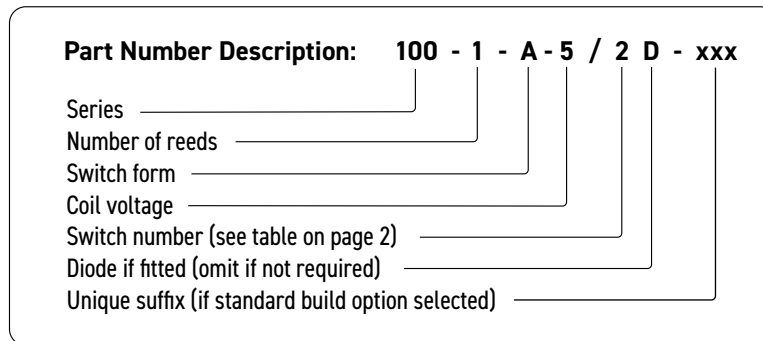 Part Number Description: 100 - 1 - A - 5 / 2 D - xxx
Series
Number of reeds
Switch form
Coil voltage
Switch number (see table on page 2)
Diode if fitted (omit if not required)
Unique suffix (if standard build option selected)